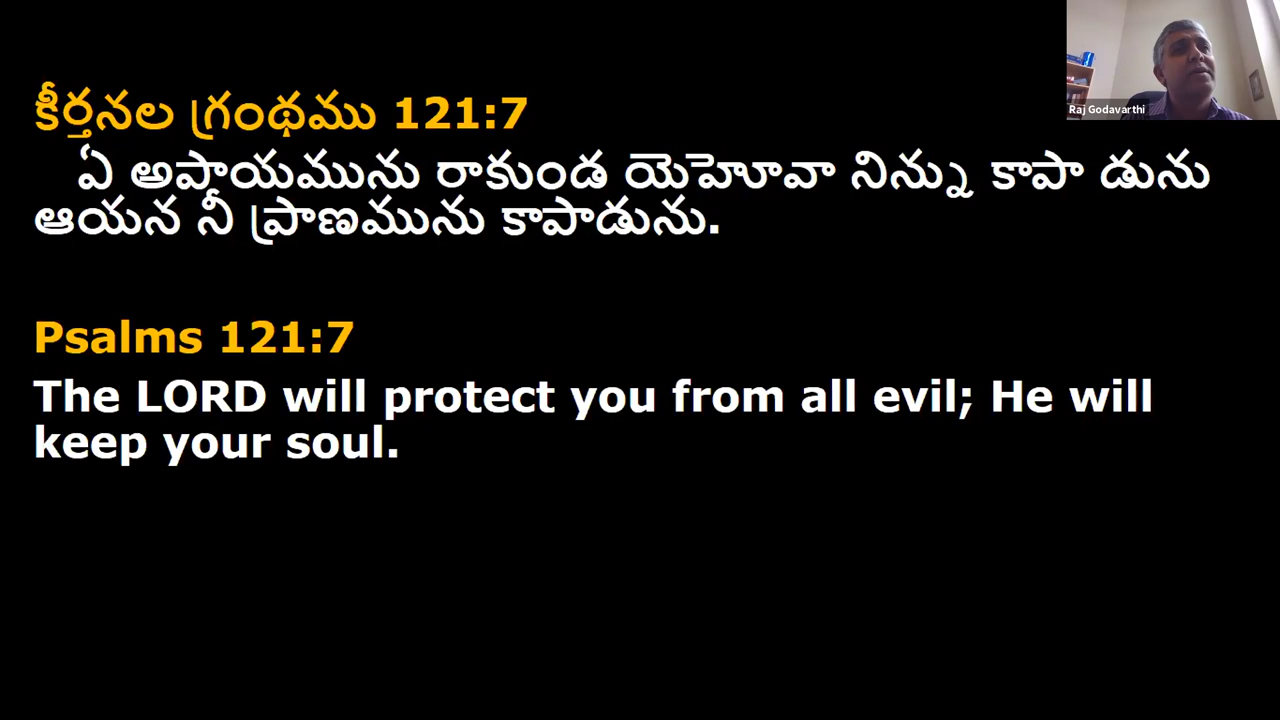 Raj Godavarthi
కీర్తనల గ్రంథము 121:7
ఏ అపాయమును రాకుండ యెహోవా నిన్ను కాపా డును
ఆయన నీ ప్రాణమును కాపాడును.
Psalms 121:7
The LORD will protect you from all evil; He will
keep your soul.